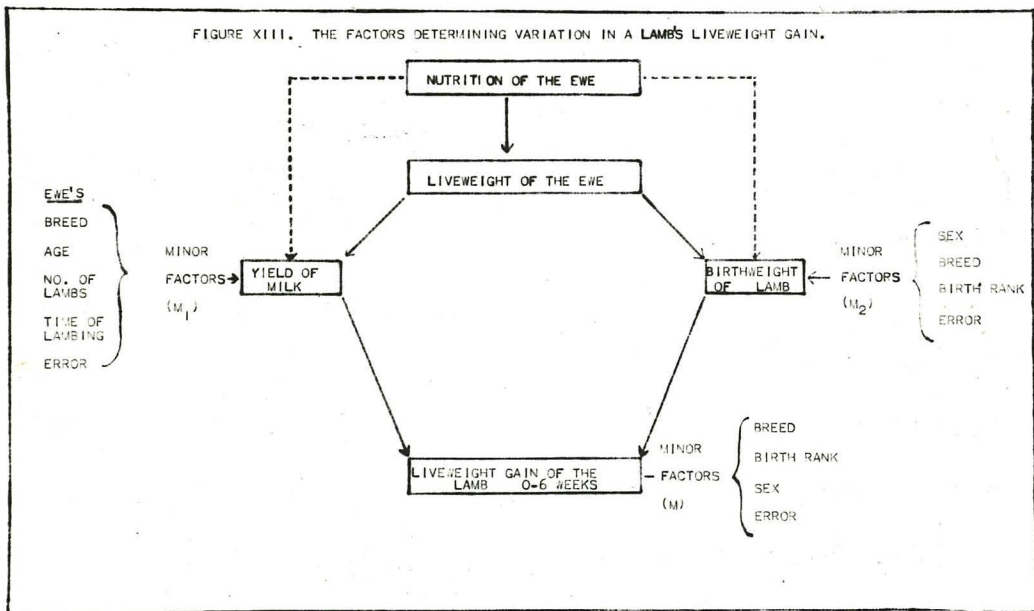 FIGURE XIII. THE FACTORS DETERMINING VARIATION IN A LAMB'S LIVEWEIGHT GAIN.
NUTRITION OF THE EWE
LIVEWEIGHT OF THE EWE
EWE'S
BREED
AGE
NO. OF
LAMBS
TIME OF
LAMBING
ERROR
MINOR
FACTORS
(M1)
YIELD OF
MILK
BIRTHWEIGHT
OF LAMB
MINOR
FACTORS
(M2)
SEX
BREED
BIRTH RANK
ERROR
LIVEWEIGHT GAIN OF THE
LAMB 0-6 WEEKS
MINOR
FACTORS
(M)
BREED
BIRTH RANK
SEX
ERROR